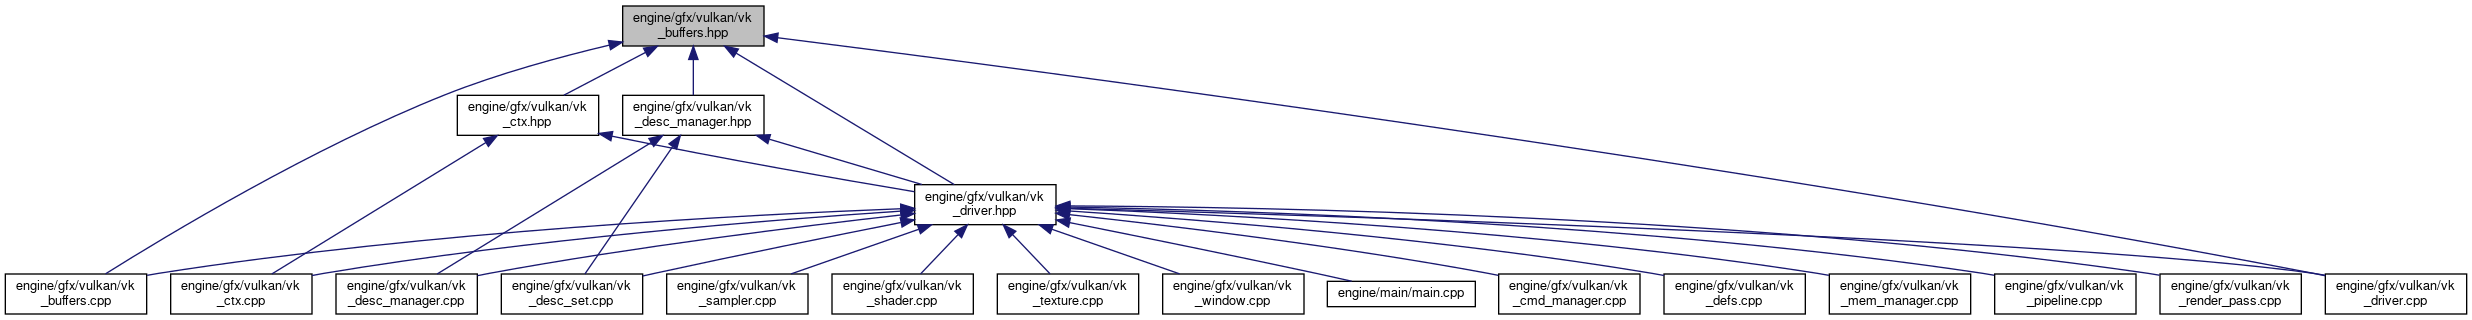 engine/gfx/vulkan/vk
_buffers.hpp
engine/gfx/vulkan/vk
_ctx.hpp
engine/gfx/vulkan/vk
_desc_manager.hpp
engine/gfx/vulkan/vk
_driver.hpp
engine/gfx/vulkan/vk
_buffers.cpp
engine/gfx/vulkan/vk
_ctx.cpp
engine/gfx/vulkan/vk
_desc_manager.cpp
engine/gfx/vulkan/vk
_desc_set.cpp
engine/gfx/vulkan/vk
_sampler.cpp
engine/gfx/vulkan/vk
_shader.cpp
engine/gfx/vulkan/vk
_texture.cpp
engine/gfx/vulkan/vk
_window.cpp
engine/main/main.cpp
engine/gfx/vulkan/vk
_cmd_manager.cpp
engine/gfx/vulkan/vk
_defs.cpp
engine/gfx/vulkan/vk
_mem_manager.cpp
engine/gfx/vulkan/vk
_pipeline.cpp
engine/gfx/vulkan/vk
_render_pass.cpp
engine/gfx/vulkan/vk
_driver.cpp